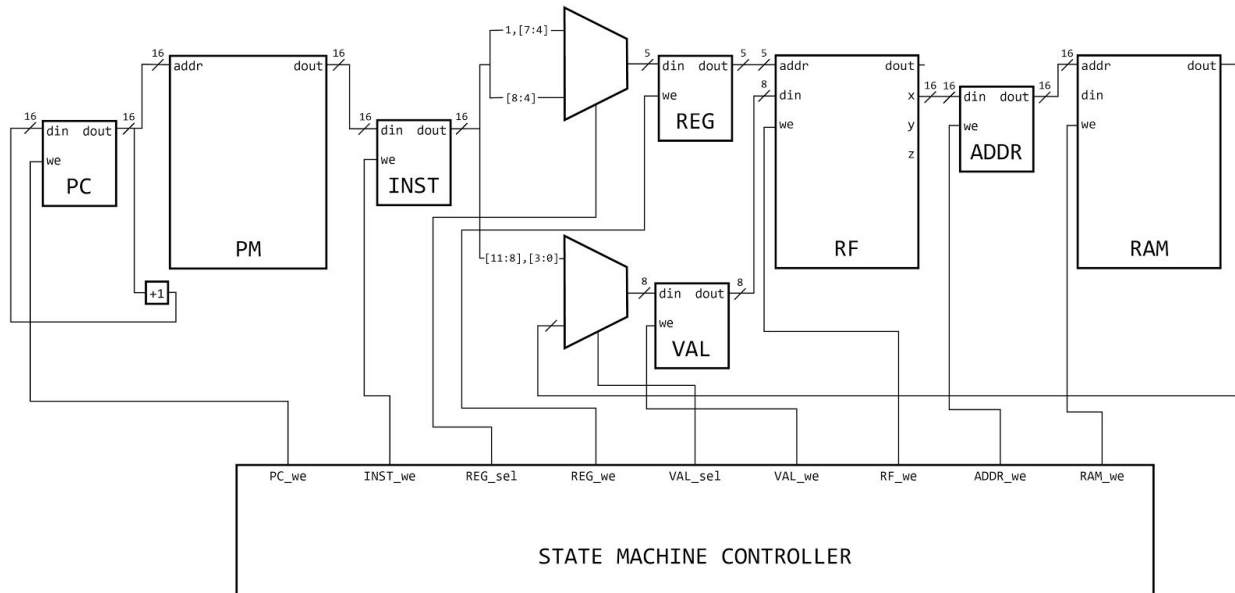 1,[7:4]
16
16
5
5
5
16
addr
dout
din
dout
addr
dout
addr
dout
[8:4]
8
we
din
x
16
16
din
dout
16
din
16
16
din
dout
16
16
din
dout
16
REG
we
y
we
we
we
we
z
ADDR
PC
INST
PM
RF
RAM
[11:8],[3:0]
8
din
dout
8
+1
we
VAL
PC_we
INST_we
REG_sel
REG_we
VAL_sel
VAL_we
RF_we
ADDR_we
RAM_we
STATE MACHINE CONTROLLER